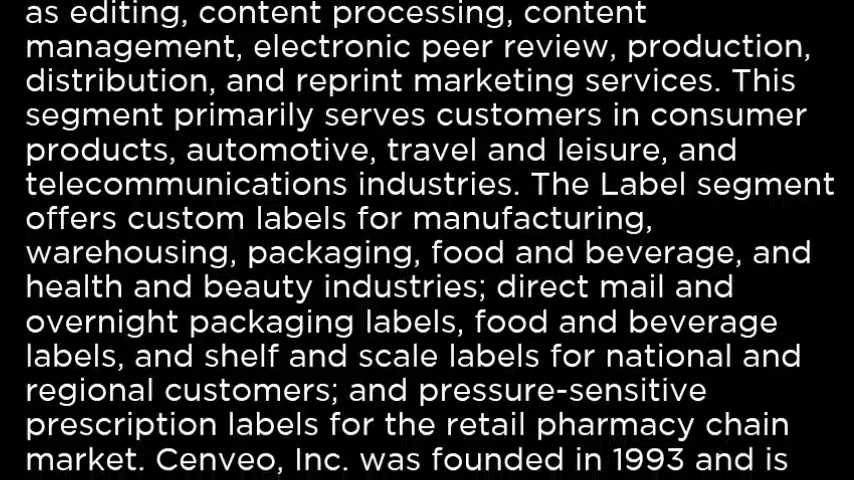 as editing, content processing, content
management, electronic peer review, production,
distribution, and reprint marketing services. This
segment primarily serves customers in consumer
products, automotive, travel and leisure, and
telecommunications industries. The Label segment
offers custom labels for manufacturing,
warehousing, packaging, food and beverage, and
health and beauty industries; direct mail and
overnight packaging labels, food and beverage
labels, and shelf and scale labels for national and
regional customers; and pressure-sensitive
prescription labels for the retail pharmacy chain
market. Cenveo, Inc. was founded in 1993 and is